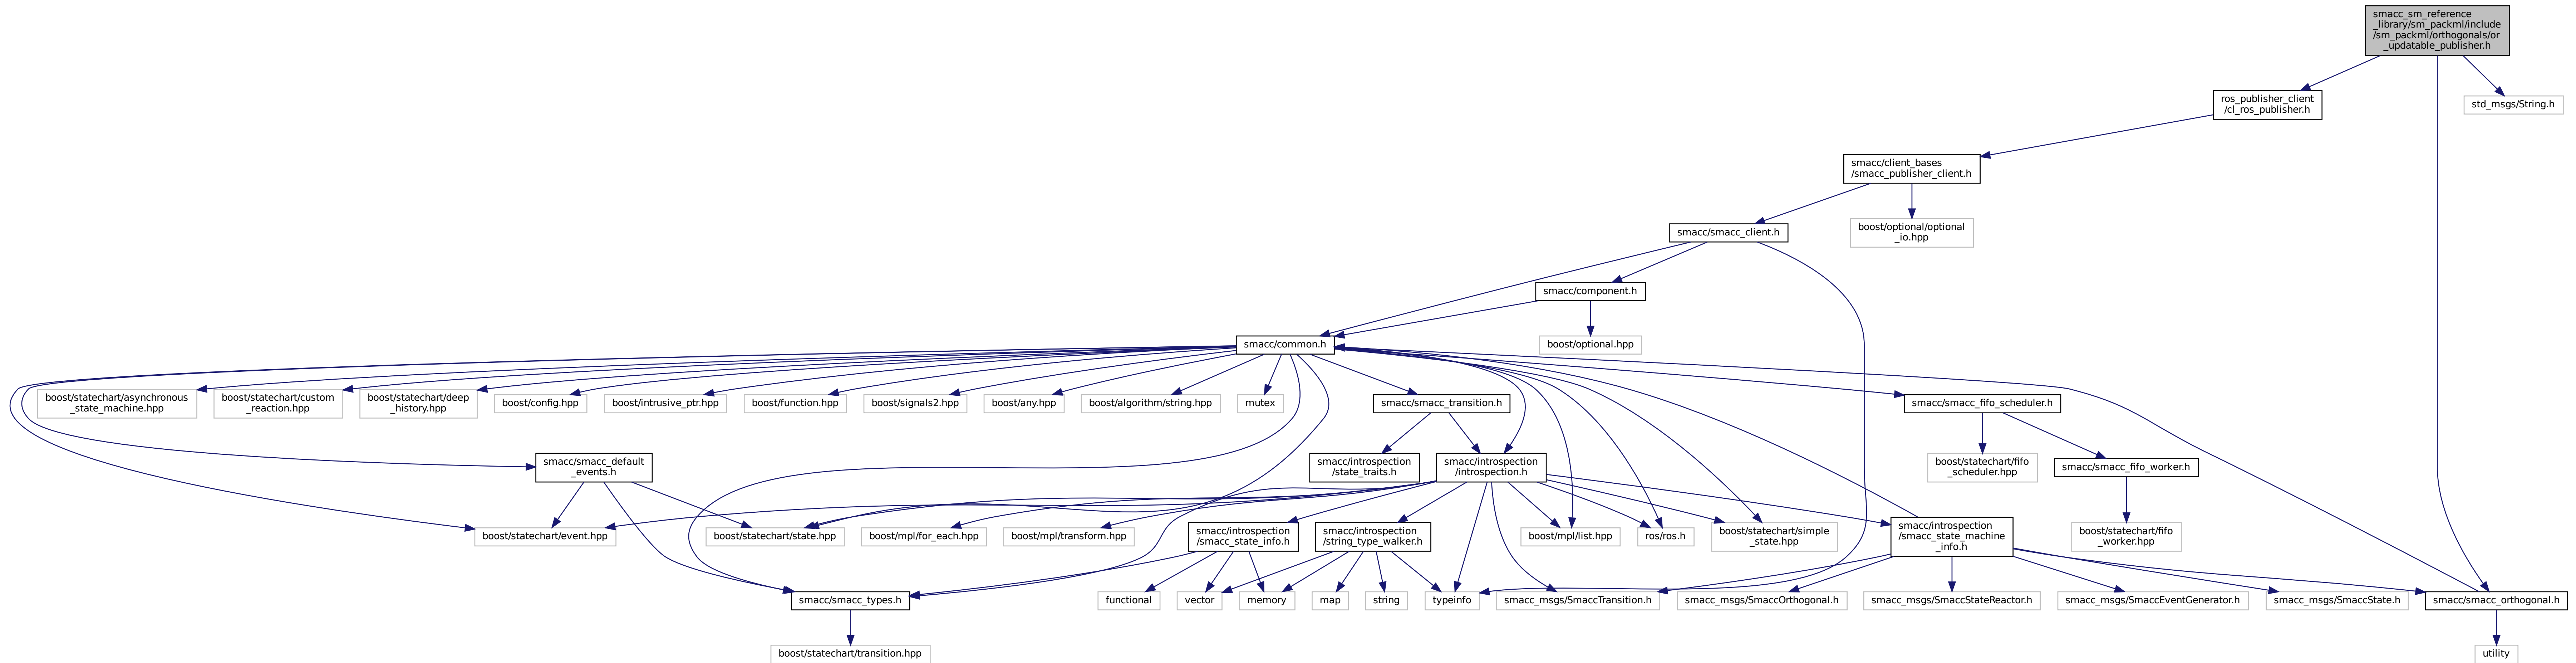 smacc_sm_reference
_library/sm_packml/include
/sm_packml/orthogonals/or
_updatable_publisher.h
ros_publisher_client
/cl_ros_publisher.h
std_msgs/String.h
smacc/client_bases
/smacc_publisher_client.h
smacc/smacc_client.h
boost/optional/optional
_io.hpp
smacc/component.h
smacc/common.h
boost/optional.hpp
boost/statechart/asynchronous
_state_machine.hpp
boost/statechart/custom
_reaction.hpp
boost/statechart/deep
_history.hpp
boost/config.hpp
boost/intrusive_ptr.hpp
boost/function.hpp
boost/signals2.hpp
boost/any.hpp
boost/algorithm/string.hpp
mutex
smacc/smacc_transition.h
smacc/smacc_fifo_scheduler.h
smacc/smacc_default
_events.h
smacc/introspection
/state_traits.h
smacc/introspection
/introspection.h
boost/statechart/fifo
_scheduler.hpp
smacc/smacc_fifo_worker.h
boost/statechart/event.hpp
boost/statechart/state.hpp
boost/mpl/for_each.hpp
boost/mpl/transform.hpp
smacc/introspection
/smacc_state_info.h
smacc/introspection
/string_type_walker.h
boost/mpl/list.hpp
ros/ros.h
boost/statechart/simple
_state.hpp
smacc/introspection
/smacc_state_machine
_info.h
boost/statechart/fifo
_worker.hpp
smacc/smacc_types.h
functional
vector
memory
map
string
typeinfo
smacc_msgs/SmaccTransition.h
smacc_msgs/SmaccOrthogonal.h
smacc_msgs/SmaccStateReactor.h
smacc_msgs/SmaccEventGenerator.h
smacc_msgs/SmaccState.h
smacc/smacc_orthogonal.h
boost/statechart/transition.hpp
utility